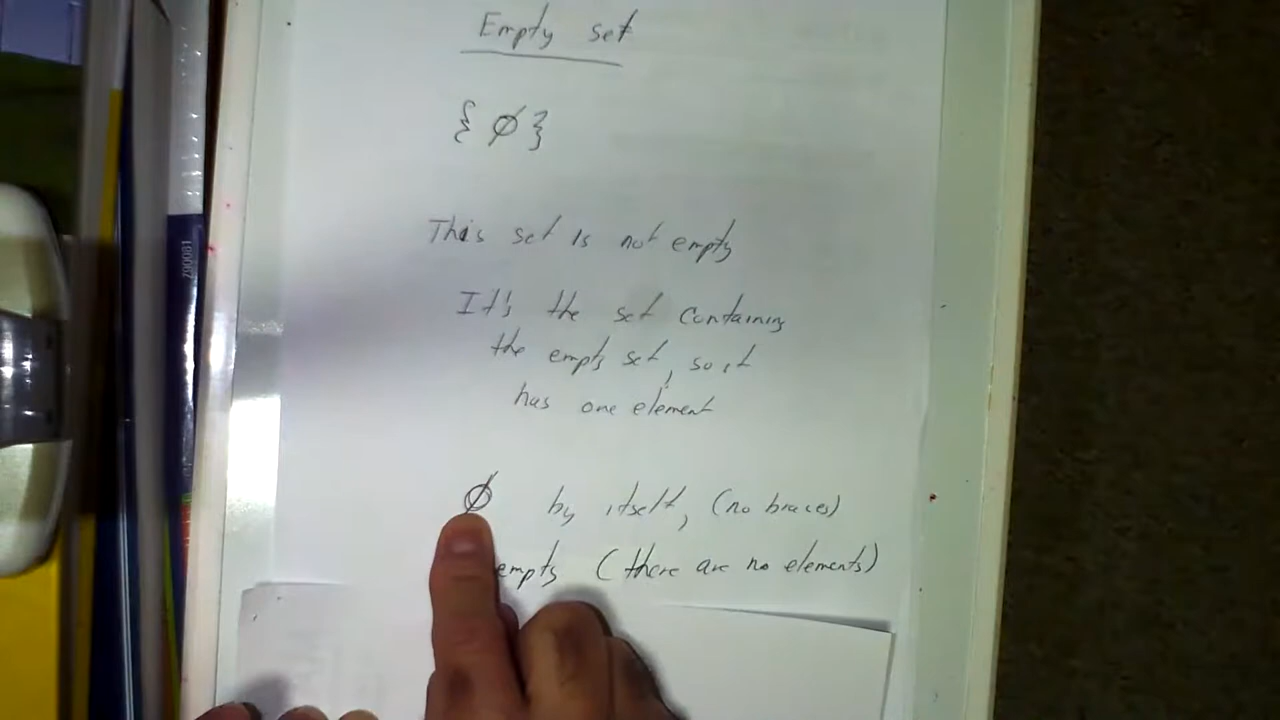 Empty set
{ ∅ }
This set is not empty
It's the set containing
the empty set, so it
has one element
∅ by itself, (no braces)
empty (there are no elements)